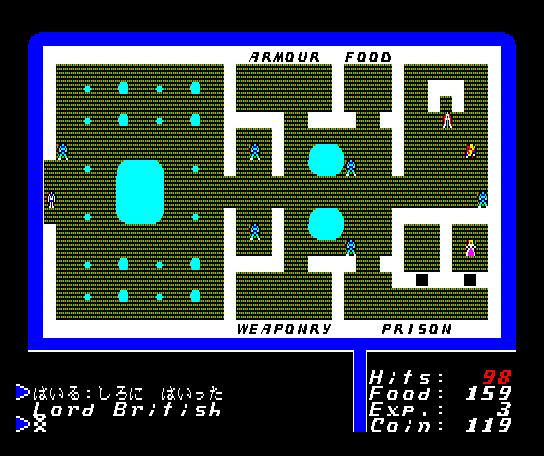 ARMOUR FOOD
WEAPONRY PRISON
はいる:しろに はいった
Lord British
Hits: 98
Food: 159
Exp.: 3
Coin: 119